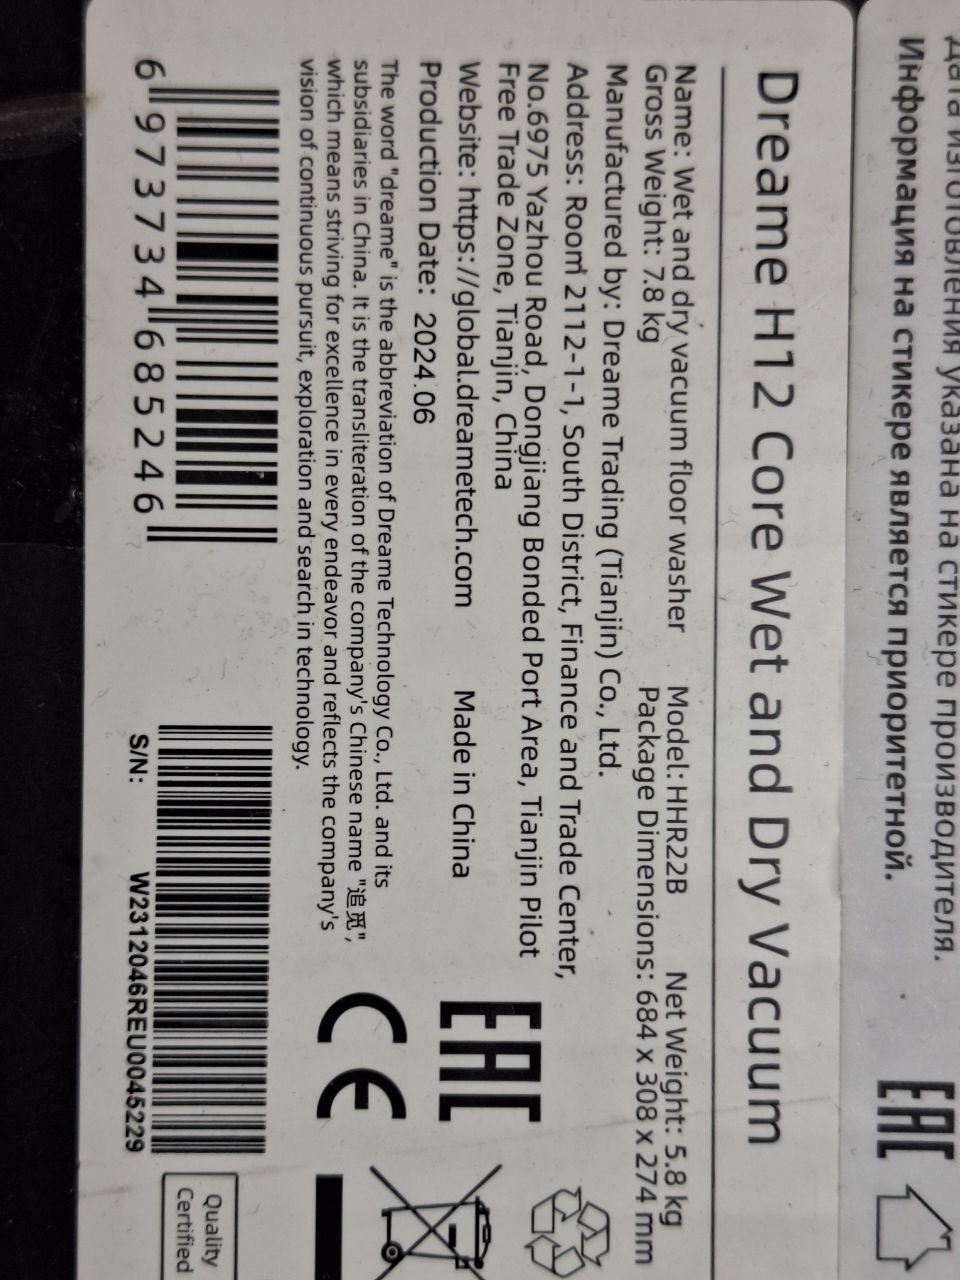 Дата изготовления указана на стикере производителя.
Информация на стикере является приоритетной.
EAC
Dreame H12 Core Wet and Dry Vacuum
Name: Wet and dry vacuum floor washer Model: HHR22B Net Weight: 5.8 kg
Gross Weight: 7.8 kg Package Dimensions: 684 x 308 x 274 mm
Manufactured by: Dreame Trading (Tianjin) Co., Ltd.
Address: Room 2112-1-1, South District, Finance and Trade Center,
No.6975 Yazhou Road, Dongjiang Bonded Port Area, Tianjin Pilot
Free Trade Zone, Tianjin, China
Website: https://global.dreametech.com Made in China
Production Date: 2024.06
EAC
The word "dreame" is the abbreviation of Dreame Technology Co., Ltd. and its
subsidiaries in China. It is the transliteration of the company's Chinese name "追觅",
which means striving for excellence in every endeavor and reflects the company's
vision of continuous pursuit, exploration and search in technology.
CE
6 973734 685246
S/N: W2312046REU0045229
Quality
Certified